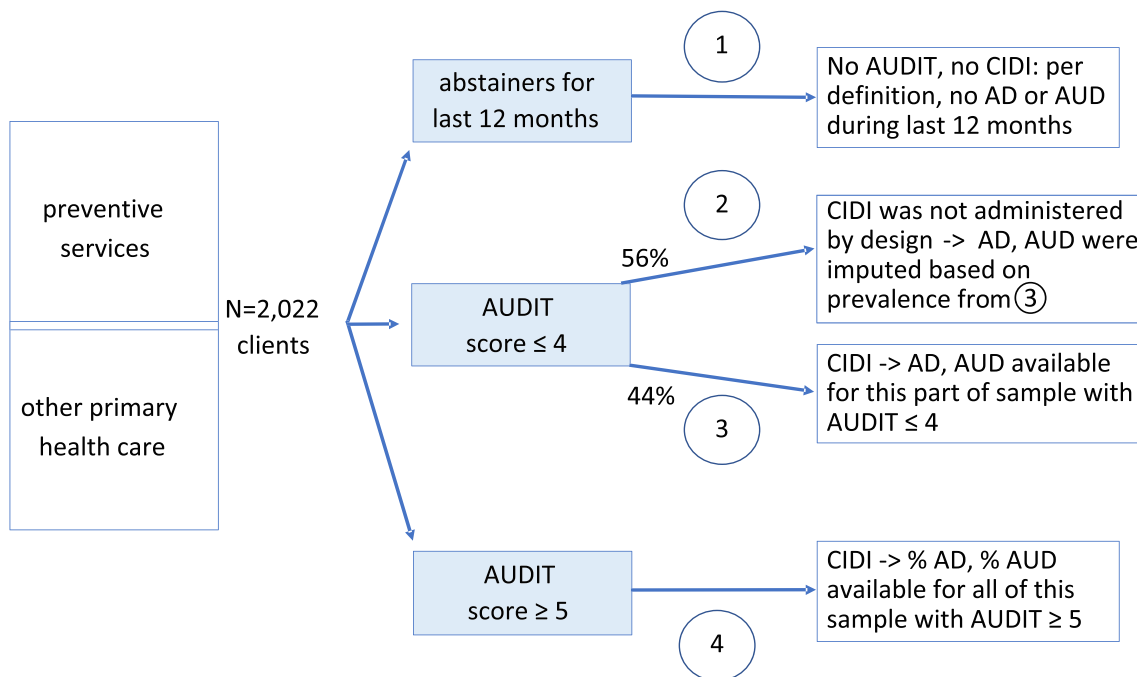 preventive
services
other primary
health care
N=2,022
clients
abstainers for
last 12 months
1
No AUDIT, no CIDI: per
definition, no AD or AUD
during last 12 months
AUDIT
score ≤ 4
56%
2
CIDI was not administered
by design -> AD, AUD were
imputed based on
prevalence from 3
44%
3
CIDI -> AD, AUD available
for this part of sample with
AUDIT ≤ 4
AUDIT
score ≥ 5
4
CIDI -> % AD, % AUD
available for all of this
sample with AUDIT ≥ 5